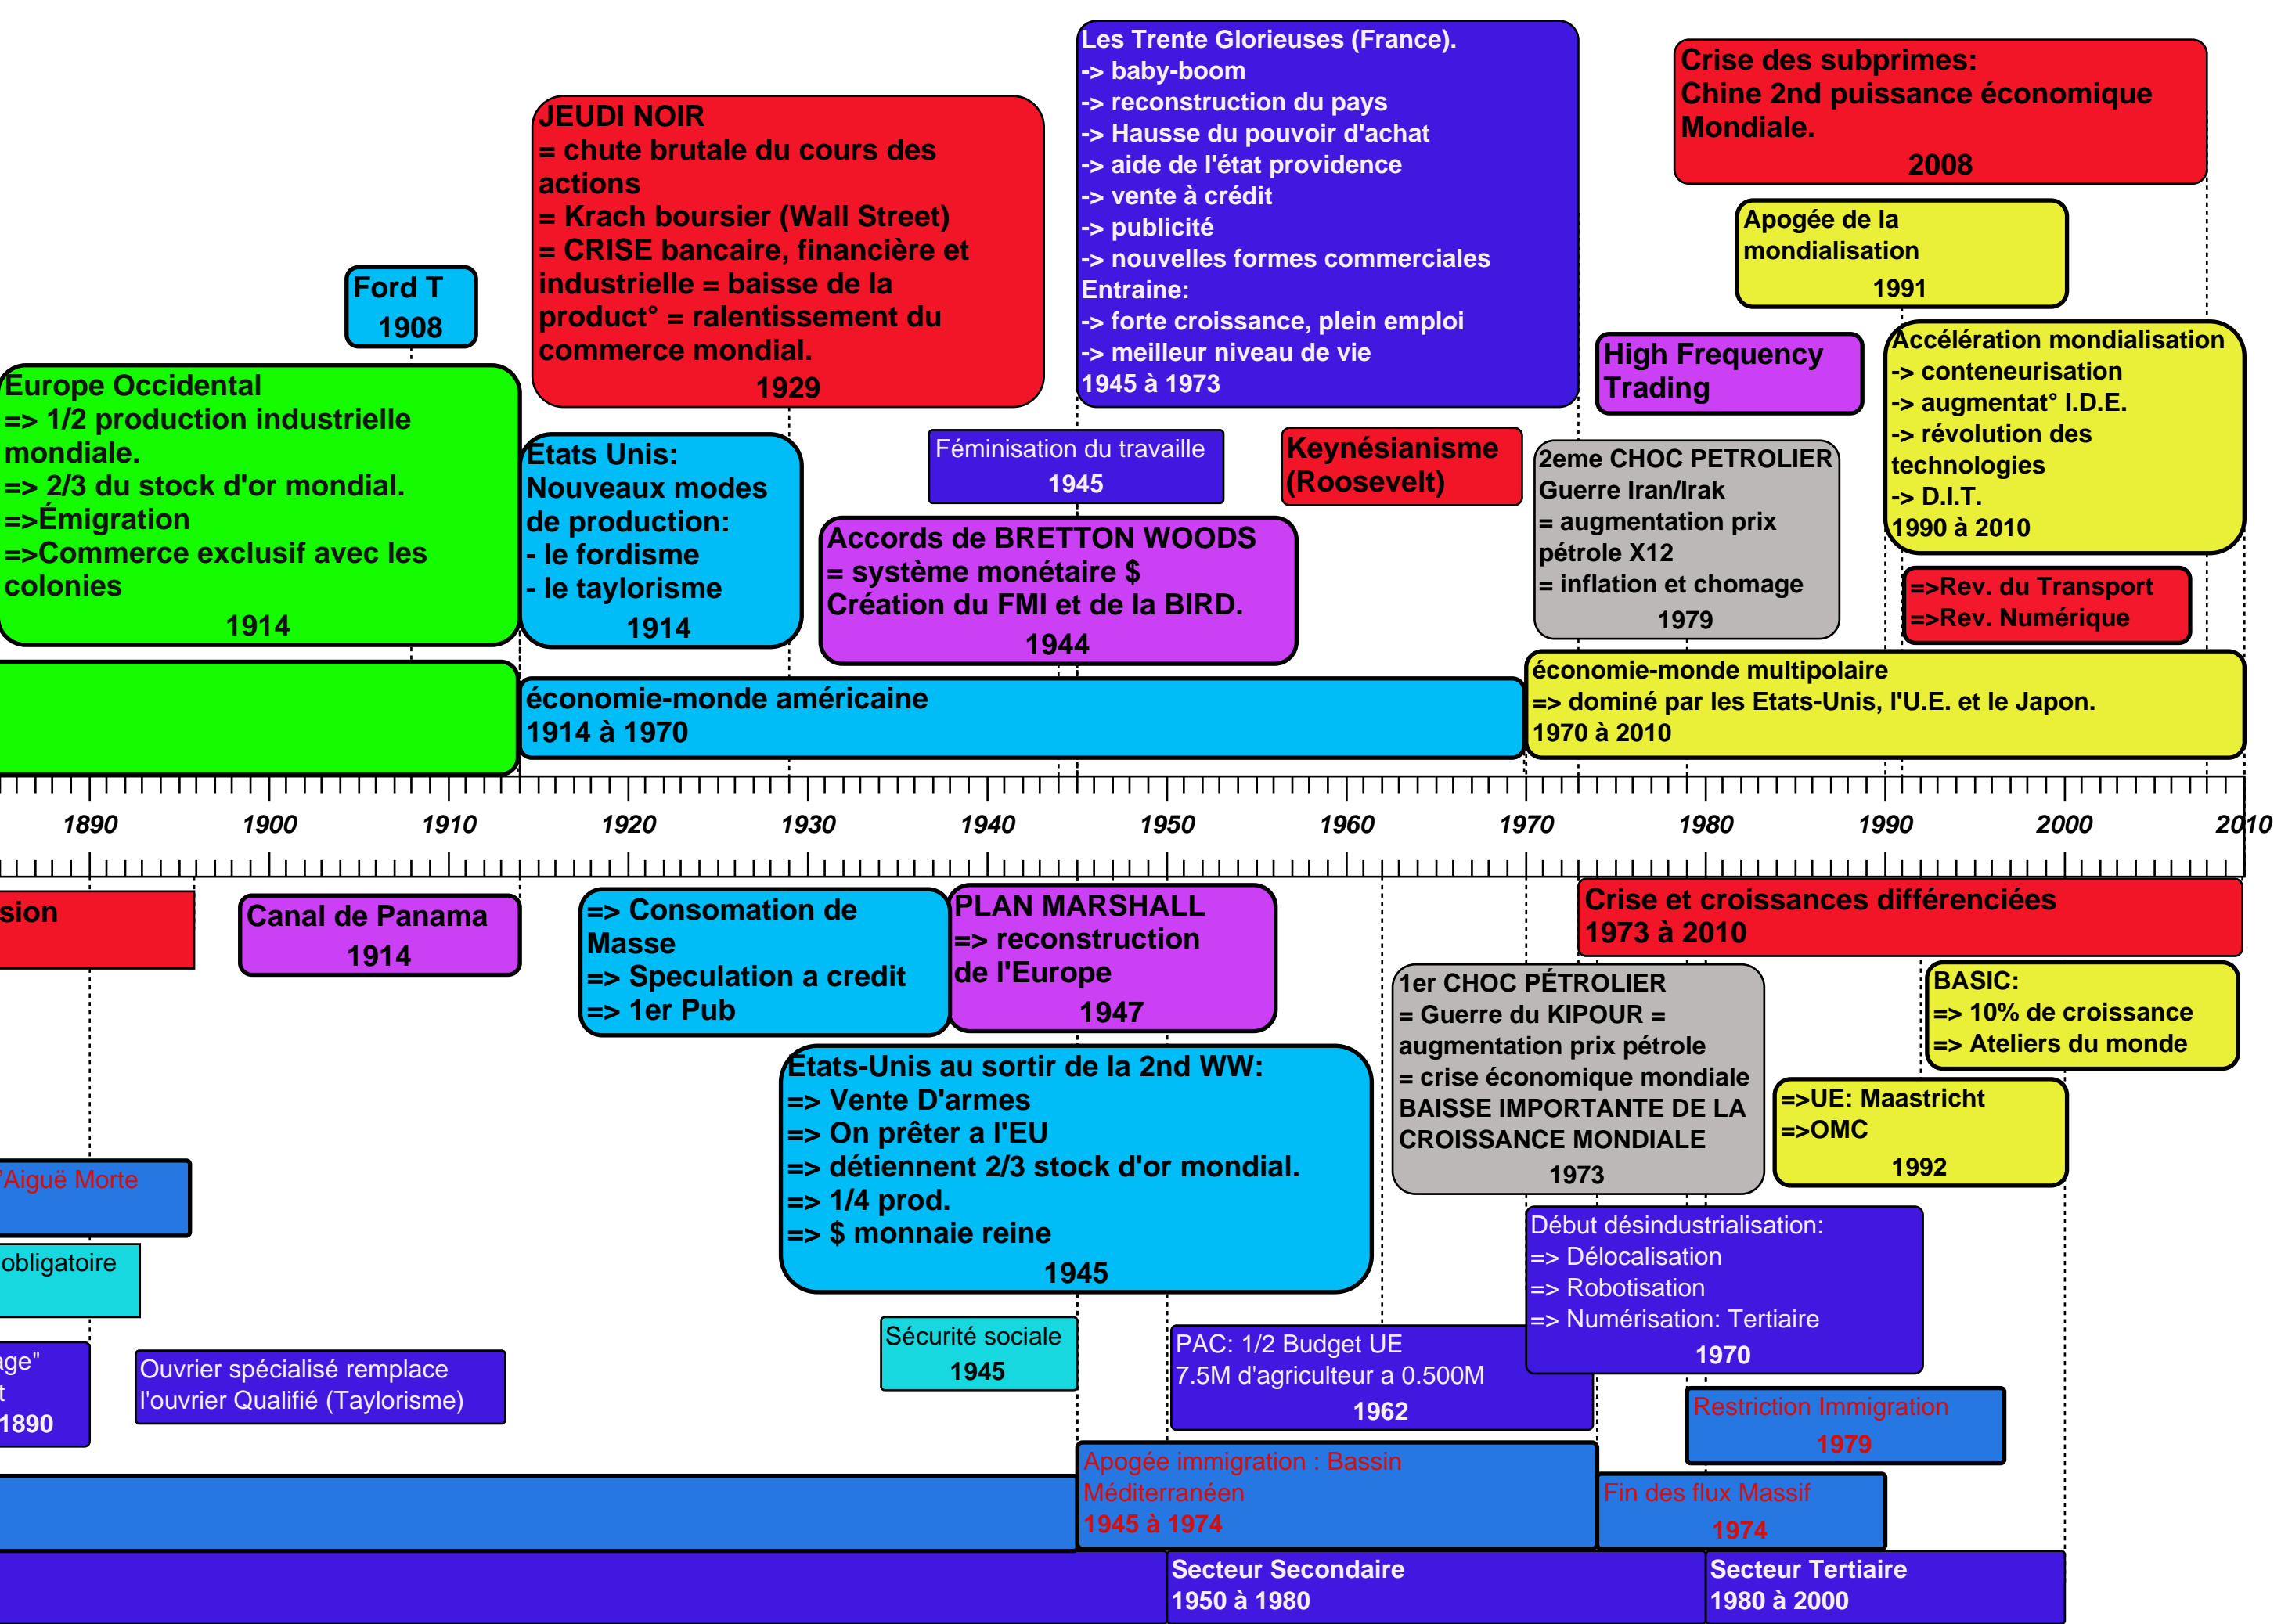 Les Trente Glorieuses (France).
-> baby-boom
-> reconstruction du pays
-> Hausse du pouvoir d'achat
-> aide de l'état providence
-> vente à crédit
-> publicité
-> nouvelles formes commerciales
Entraine:
-> forte croissance, plein emploi
-> meilleur niveau de vie
1945 à 1973
Crise des subprimes:
Chine 2nd puissance économique
Mondiale.
2008
JEUDI NOIR
= chute brutale du cours des
actions
= Krach boursier (Wall Street)
= CRISE bancaire, financière et
industrielle = baisse de la
product° = ralentissement du
commerce mondial.
1929
Apogée de la
mondialisation
1991
Ford T
1908
Accélération mondialisation
-> conteneurisation
-> augmentat° I.D.E.
-> révolution des
technologies
-> D.I.T.
1990 à 2010
High Frequency
Trading
Europe Occidental
=> 1/2 production industrielle
mondiale.
=> 2/3 du stock d'or mondial.
=>Émigration
=>Commerce exclusif avec les
colonies
1914
Etats Unis:
Nouveaux modes
de production:
- le fordisme
- le taylorisme
1914
Féminisation du travaille
1945
Keynésianisme
(Roosevelt)
2eme CHOC PETROLIER
Guerre Iran/Irak
= augmentation prix
pétrole X12
= inflation et chomage
1979
Accords de BRETTON WOODS
= système monétaire $
Création du FMI et de la BIRD.
1944
=>Rev. du Transport
=>Rev. Numérique
économie-monde américaine
1914 à 1970
économie-monde multipolaire
=> dominé par les Etats-Unis, l'U.E. et le Japon.
1970 à 2010
1890 1900 1910 1920 1930 1940 1950 1960 1970 1980 1990 2000 2010
sion
Canal de Panama
1914
=> Consomation de
Masse
=> Speculation a credit
=> 1er Pub
PLAN MARSHALL
=> reconstruction
de l'Europe
1947
Crise et croissances différenciées
1973 à 2010
1er CHOC PÉTROLIER
= Guerre du KIPOUR =
augmentation prix pétrole
= crise économique mondiale
BAISSE IMPORTANTE DE LA
CROISSANCE MONDIALE
1973
BASIC:
=> 10% de croissance
=> Ateliers du monde
Etats-Unis au sortir de la 2nd WW:
=> Vente D'armes
=> On prêter a l'EU
=> détiennent 2/3 stock d'or mondial.
=> 1/4 prod.
=> $ monnaie reine
1945
=>UE: Maastricht
=>OMC
1992
'Aiguë Morte
obligatoire
Début désindustrialisation:
=> Délocalisation
=> Robotisation
=> Numérisation: Tertiaire
1970
Sécurité sociale
1945
PAC: 1/2 Budget UE
7.5M d'agriculteur a 0.500M
1962
age"
t
1890
Ouvrier spécialisé remplace
l'ouvrier Qualifié (Taylorisme)
Restriction Immigration
1979
Apogée immigration : Bassin
Méditerranéen
1945 à 1974
Fin des flux Massif
1974
Secteur Secondaire
1950 à 1980
Secteur Tertiaire
1980 à 2000